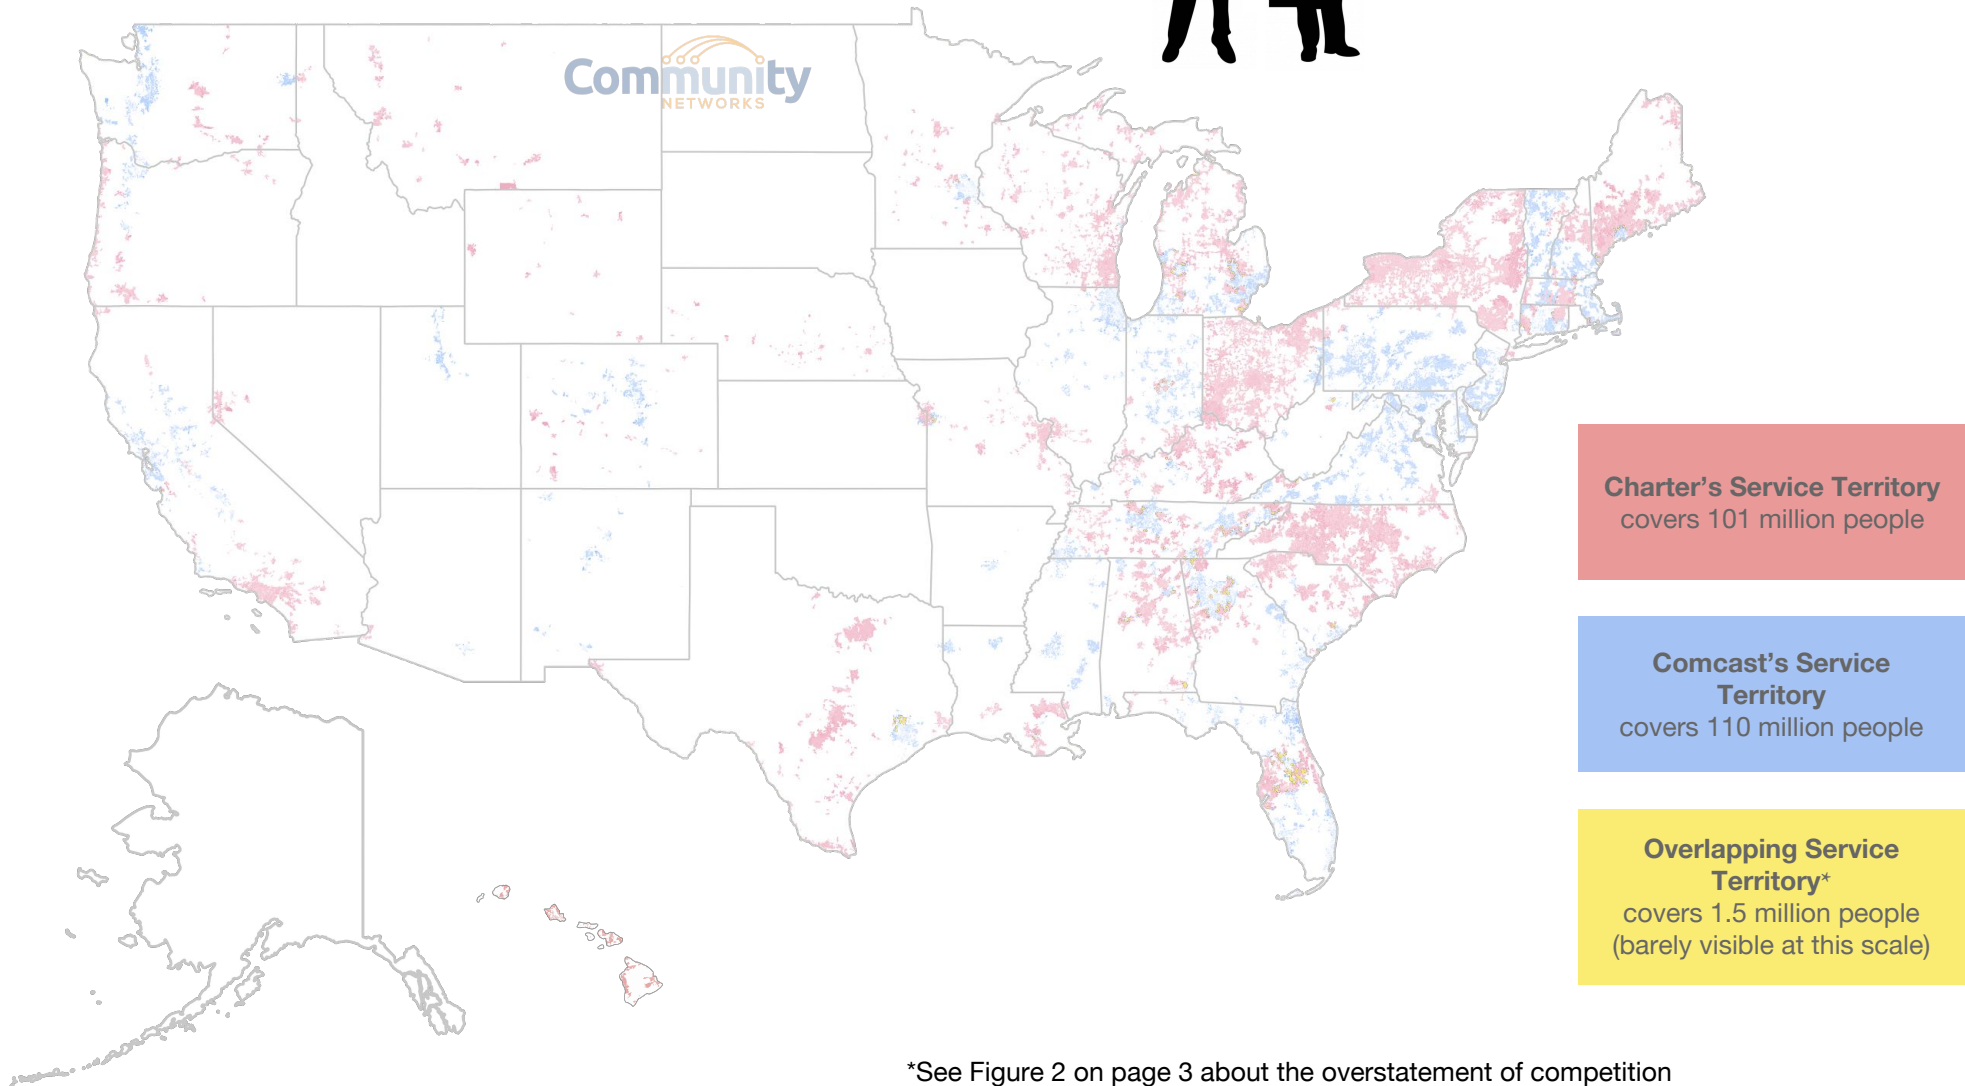 Community
NETWORKS
Charter’s Service Territory
covers 101 million people
Comcast’s Service
Territory
covers 110 million people
Overlapping Service
Territory*
covers 1.5 million people
(barely visible at this scale)
*See Figure 2 on page 3 about the overstatement of competition